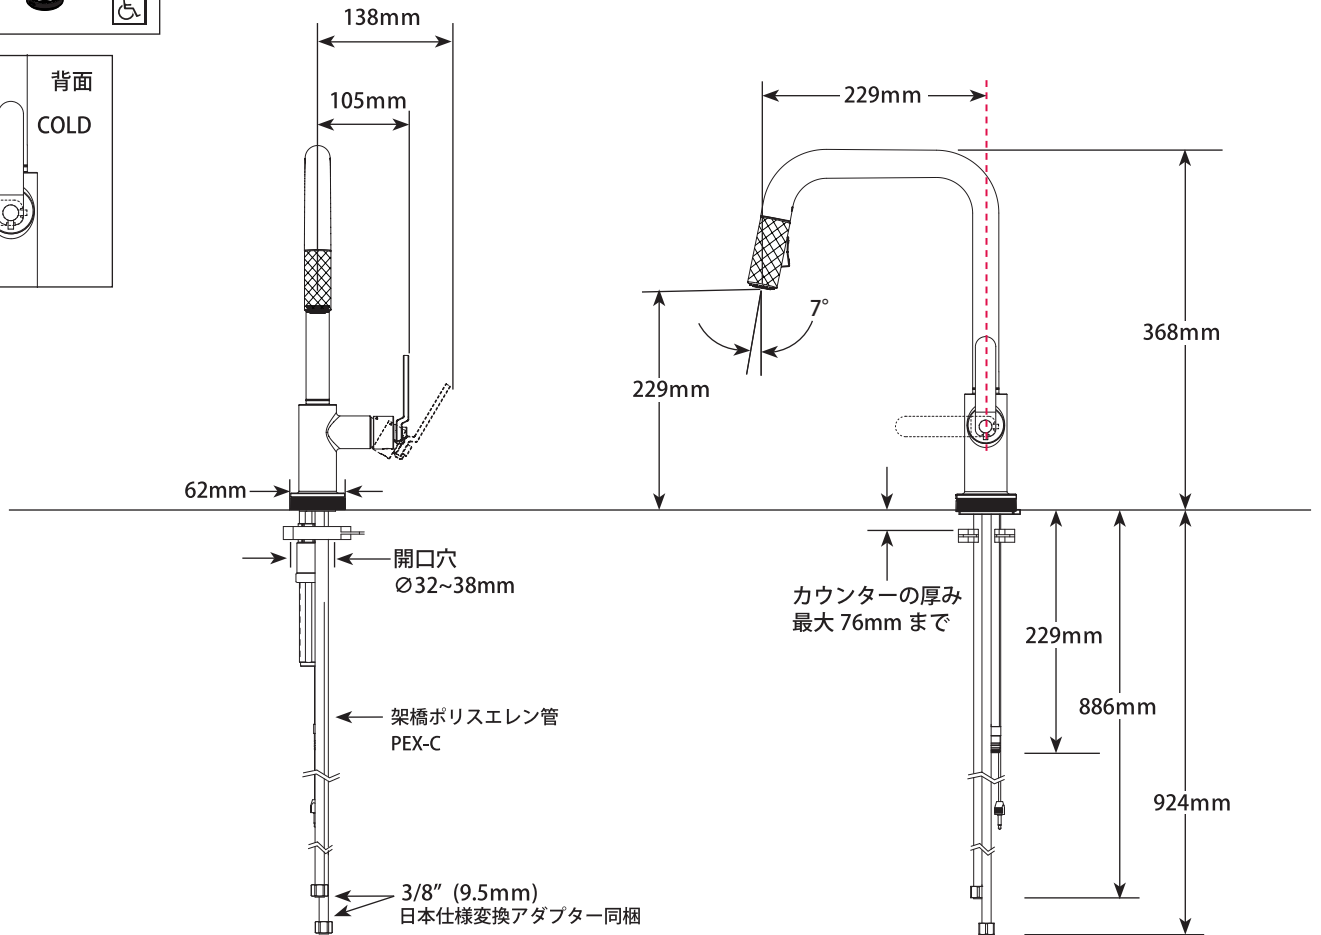 138mm
背面
COLD
105mm
229mm
7°
368mm
229mm
62mm
開口穴
∅32~38mm
カウンターの厚み
最大 76mm まで
229mm
886mm
架橋ポリスエレン管
PEX-C
924mm
3/8” (9.5mm)
日本仕様変換アダプター同梱